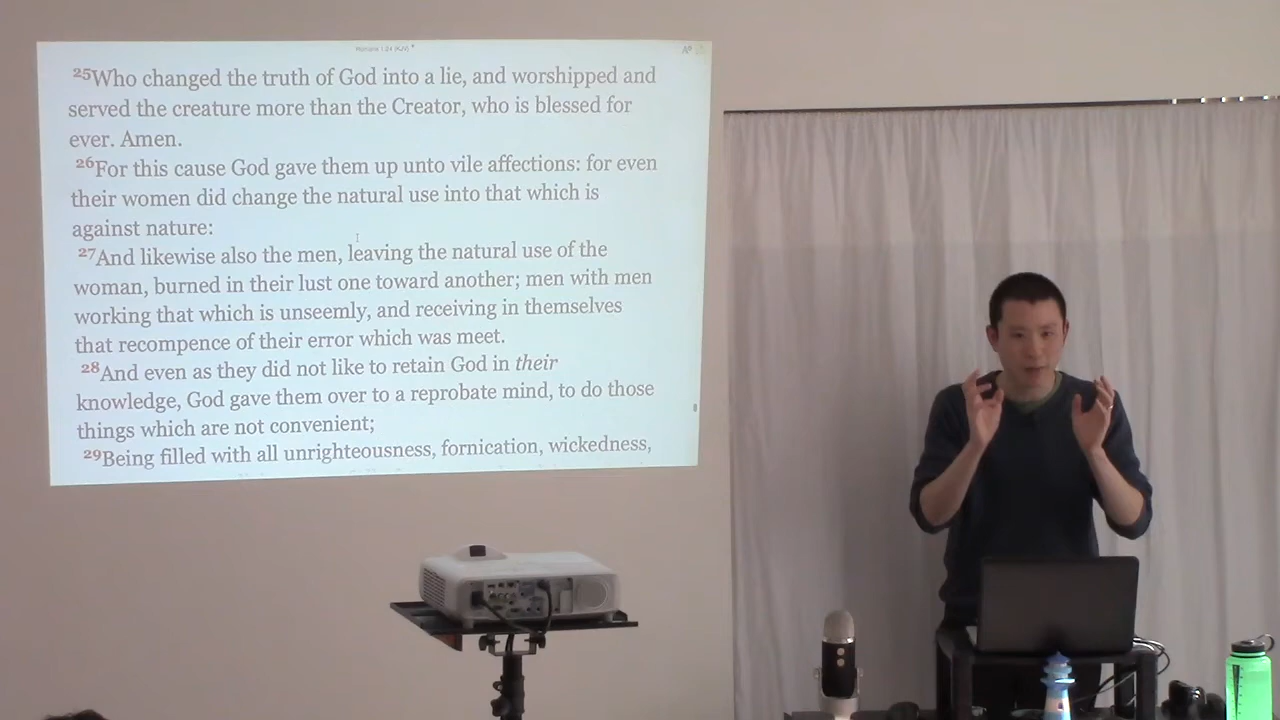 Romans 1:24 (KJV)
25Who changed the truth of God into a lie, and worshipped and
served the creature more than the Creator, who is blessed for
ever. Amen.
26For this cause God gave them up unto vile affections: for even
their women did change the natural use into that which is
against nature:
27And likewise also the men, leaving the natural use of the
woman, burned in their lust one toward another; men with men
working that which is unseemly, and receiving in themselves
that recompence of their error which was meet.
28And even as they did not like to retain God in their
knowledge, God gave them over to a reprobate mind, to do those
things which are not convenient;
29Being filled with all unrighteousness, fornication, wickedness,